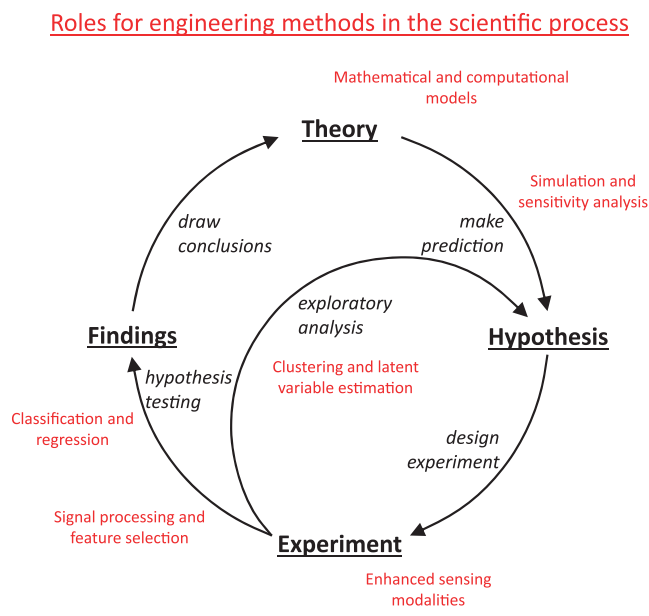 Roles for engineering methods in the scientific process
Mathematical and computational
models
Theory
Simulation and
sensitivity analysis
draw
conclusions
make
prediction
exploratory
analysis
Findings
Hypothesis
hypothesis
testing
Clustering and latent
variable estimation
Classification and
regression
design
experiment
Signal processing and
feature selection
Experiment
Enhanced sensing
modalities